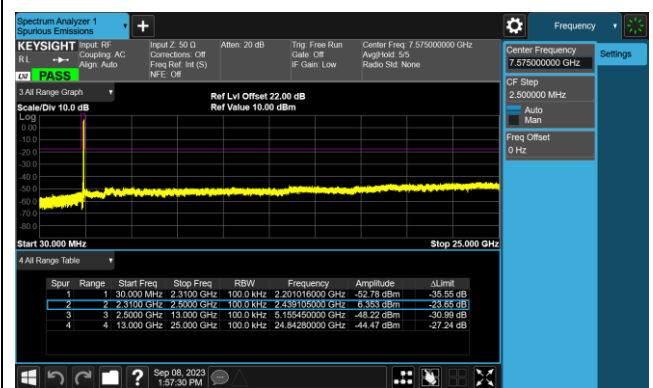 Spectrum Analyzer 1
Spurious Emissions
Frequency
KEYSIGHT
RL
LXI
PASS
Input: RF
Coupling: AC
Align: Auto
Input Z: 50 Ω
Corrections: Off
Freq Ref: Int (S)
NFE: Off
Atten: 20 dB
Trig: Free Run
Gate: Off
IF Gain: Low
Center Freq: 7.575000000 GHz
Avg|Hold: 5/5
Radio Std: None
Center Frequency
7.575000000 GHz
Settings
CF Step
2.500000 MHz
Auto
Man
Freq Offset
0 Hz
3 All Range Graph
Scale/Div 10.0 dB
Ref Lvl Offset 22.00 dB
Ref Value 10.00 dBm
Log
0.00
-10.0
-20.0
-30.0
-40.0
-50.0
-60.0
-70.0
-80.0
Start 30.000 MHz
Stop 25.000 GHz
4 All Range Table
Spur Range Start Freq Stop Freq RBW Frequency Amplitude ΔLimit
1 1 30.000 MHz 2.3100 GHz 100.0 kHz 2.201016000 GHz -52.78 dBm -35.55 dB
2 2 2.3100 GHz 2.5000 GHz 100.0 kHz 2.439105000 GHz 6.353 dBm -23.65 dB
3 3 2.5000 GHz 13.000 GHz 100.0 kHz 5.155450000 GHz -48.22 dBm -30.99 dB
4 4 13.000 GHz 25.000 GHz 100.0 kHz 24.84280000 GHz -44.47 dBm -27.24 dB
Sep 08, 2023
1:57:30 PM